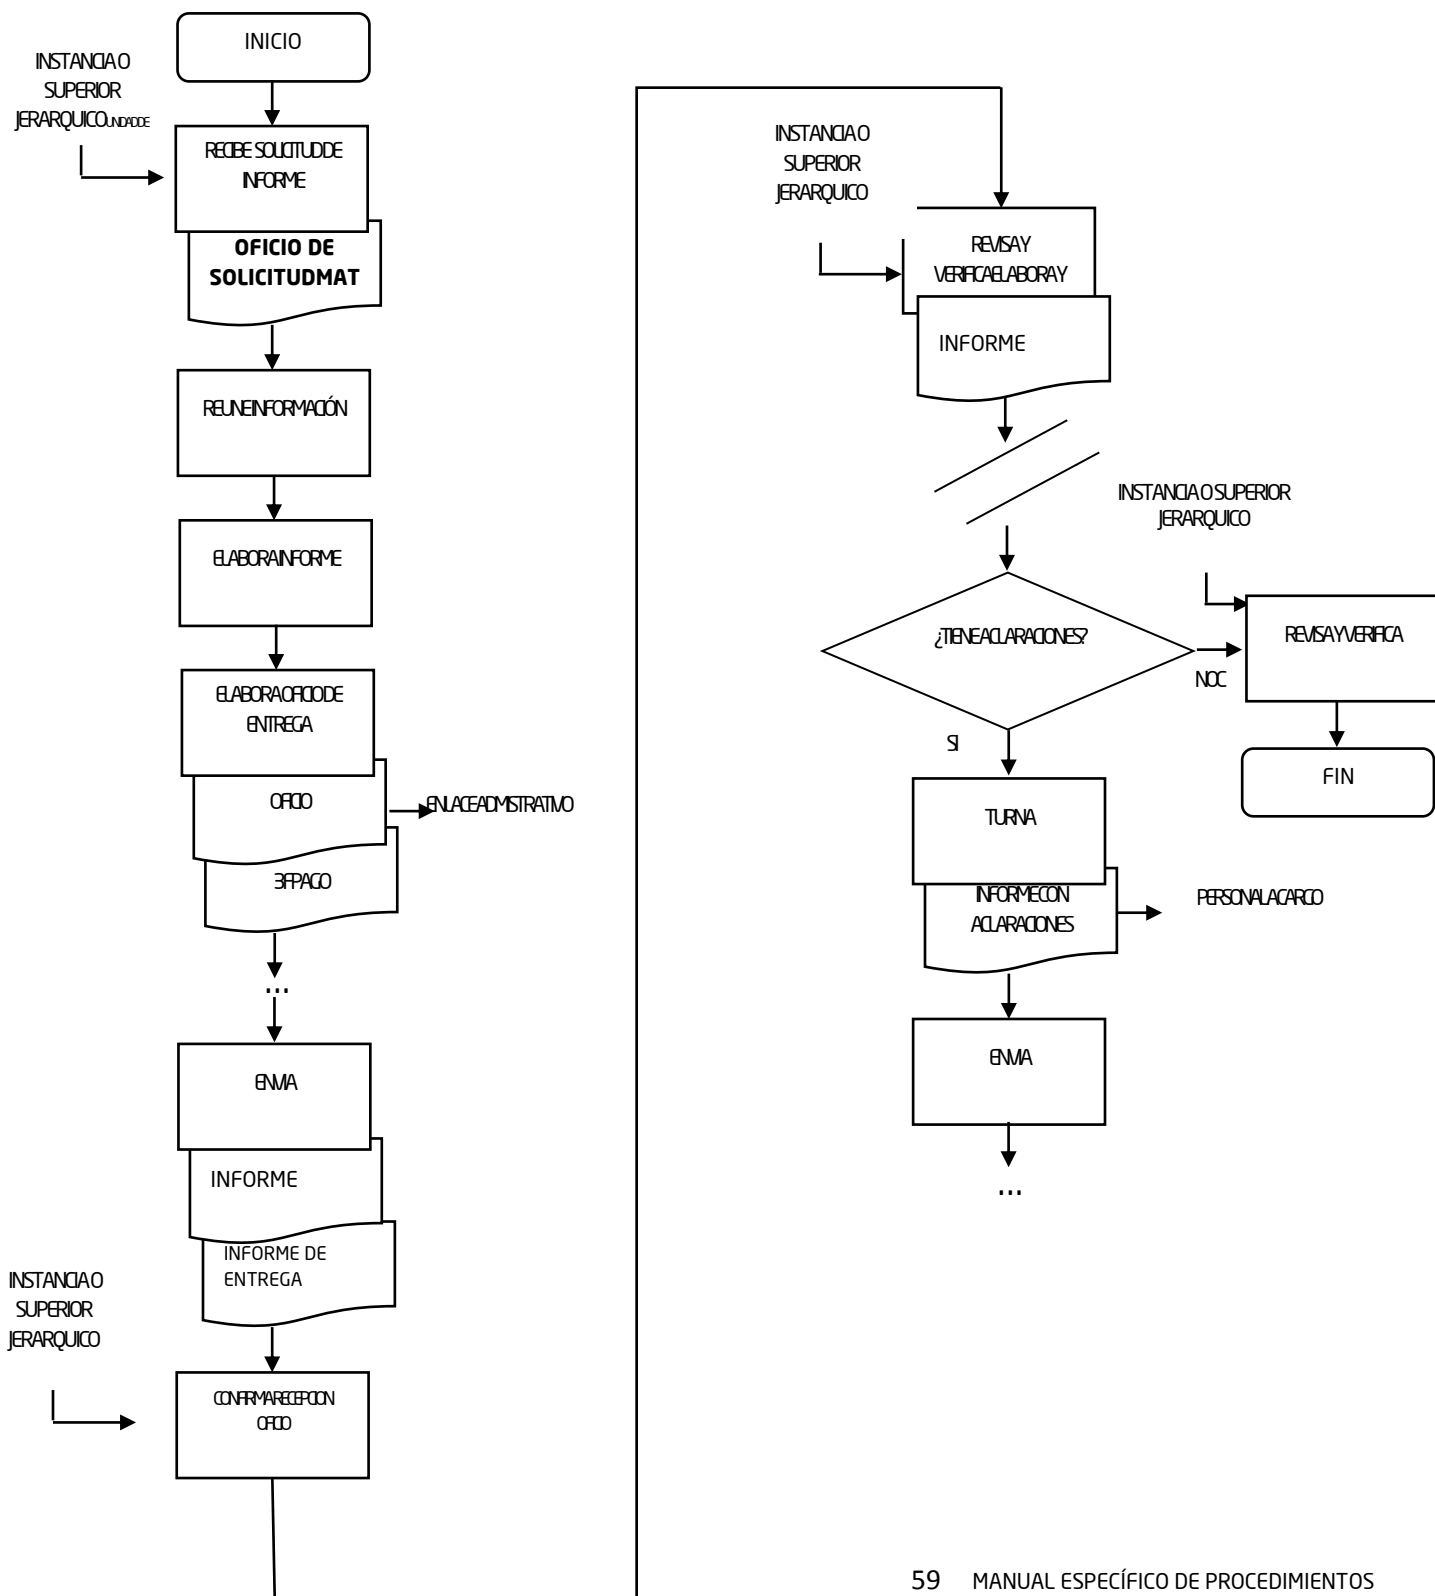 INICIO
INSTANCIA O
SUPERIOR
JERARQUICO UNIDAD DE
RECIBE SOLICITUD DE
INFORME
OFICIO DE
SOLICITUDMAT
REUNE INFORMACIÓN
ELABORA INFORME
ELABORA OFICIO DE
ENTREGA
OFICIO
ENLACE ADMISTRATIVO
3FPAGO
...
ENVIA
INFORME
INFORME DE
ENTREGA
INSTANCIA O
SUPERIOR
JERARQUICO
CONFIRMA RECEPCION
OFICIO
INSTANCIA O
SUPERIOR
JERARQUICO
REVISA Y
VERIFICAELABORA Y
INFORME
INSTANCIA O SUPERIOR
JERARQUICO
¿TIENE ACLARACIONES?
NOC
REVISA Y VERIFICA
SI
FIN
TURNA
INFORME CON
ACLARACIONES
PERSONAL A CARGO
ENVIA
...
59 MANUAL ESPECÍFICO DE PROCEDIMIENTOS